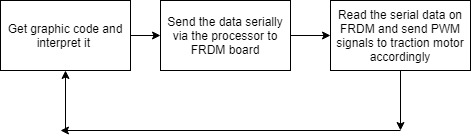 Get graphic code and
interpret it
Send the data serially
via the processor to
FRDM board
Read the serial data on
FRDM and send PWM
signals to traction motor
accordingly